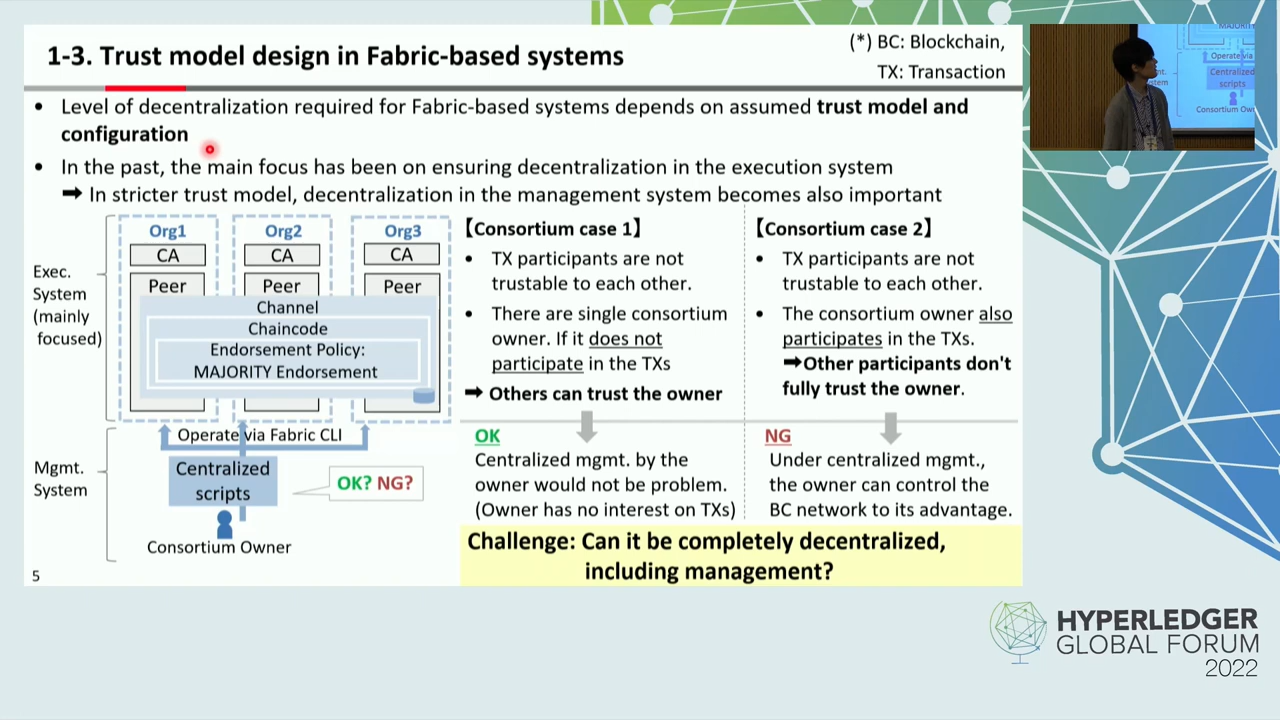 1-3. Trust model design in Fabric-based systems
(*) BC: Blockchain,
TX: Transaction
• Level of decentralization required for Fabric-based systems depends on assumed trust model and
configuration
• In the past, the main focus has been on ensuring decentralization in the execution system
➡ In stricter trust model, decentralization in the management system becomes also important
Exec.
System
(mainly
focused)
Org1
Org2
Org3
CA
CA
CA
Peer
Peer
Peer
Channel
Chaincode
Endorsement Policy:
MAJORITY Endorsement
Operate via Fabric CLI
Mgmt.
System
Centralized
scripts
OK? NG?
Consortium Owner
【Consortium case 1】
• TX participants are not
trustable to each other.
• There are single consortium
owner. If it does not
participate in the TXs
➡ Others can trust the owner
OK
Centralized mgmt. by the
owner would not be problem.
(Owner has no interest on TXs)
【Consortium case 2】
• TX participants are not
trustable to each other.
• The consortium owner also
participates in the TXs.
➡Other participants don't
fully trust the owner.
NG
Under centralized mgmt.,
the owner can control the
BC network to its advantage.
Challenge: Can it be completely decentralized,
including management?
5
Operate via
Centralized
scripts
HYPERLEDGER
GLOBAL FORUM
2022